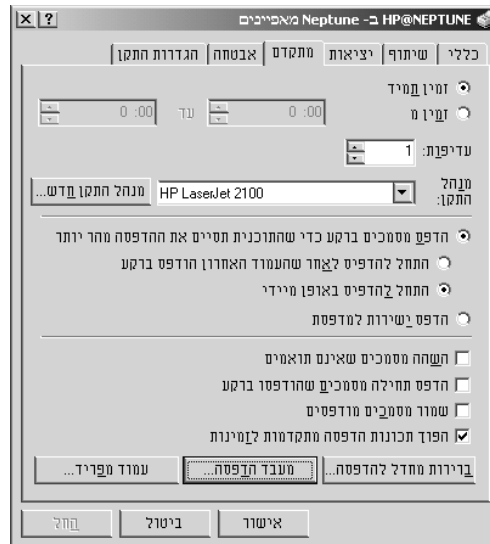 HP@NEPTUNE ב- Neptune מאפיינים
כללי שיתוף יציאות מתקדם אבטחה הגדרות התקן
זמין תמיד
זמין מ 0 :00 עד 0 :00
עדיפות: 1
מנהל התקן: HP LaserJet 2100 מנהל התקן חדש...
הדפס מסמכים ברקע כדי שהתוכנית תסיים את ההדפסה מהר יותר
התחל להדפיס לאחר שהעמוד האחרון הודפס ברקע
התחל להדפיס באופן מיידי
הדפס ישירות למדפסת
השהה מסמכים שאינם תואמים
הדפס תחילה מסמכים שהודפסו ברקע
שמור מסמכים מודפסים
הפוך תכונות הדפסה מתקדמות לזמינות
ברירות מחדל להדפסה... מעבד הדפסה... עמוד מפריד...
אישור ביטול החל